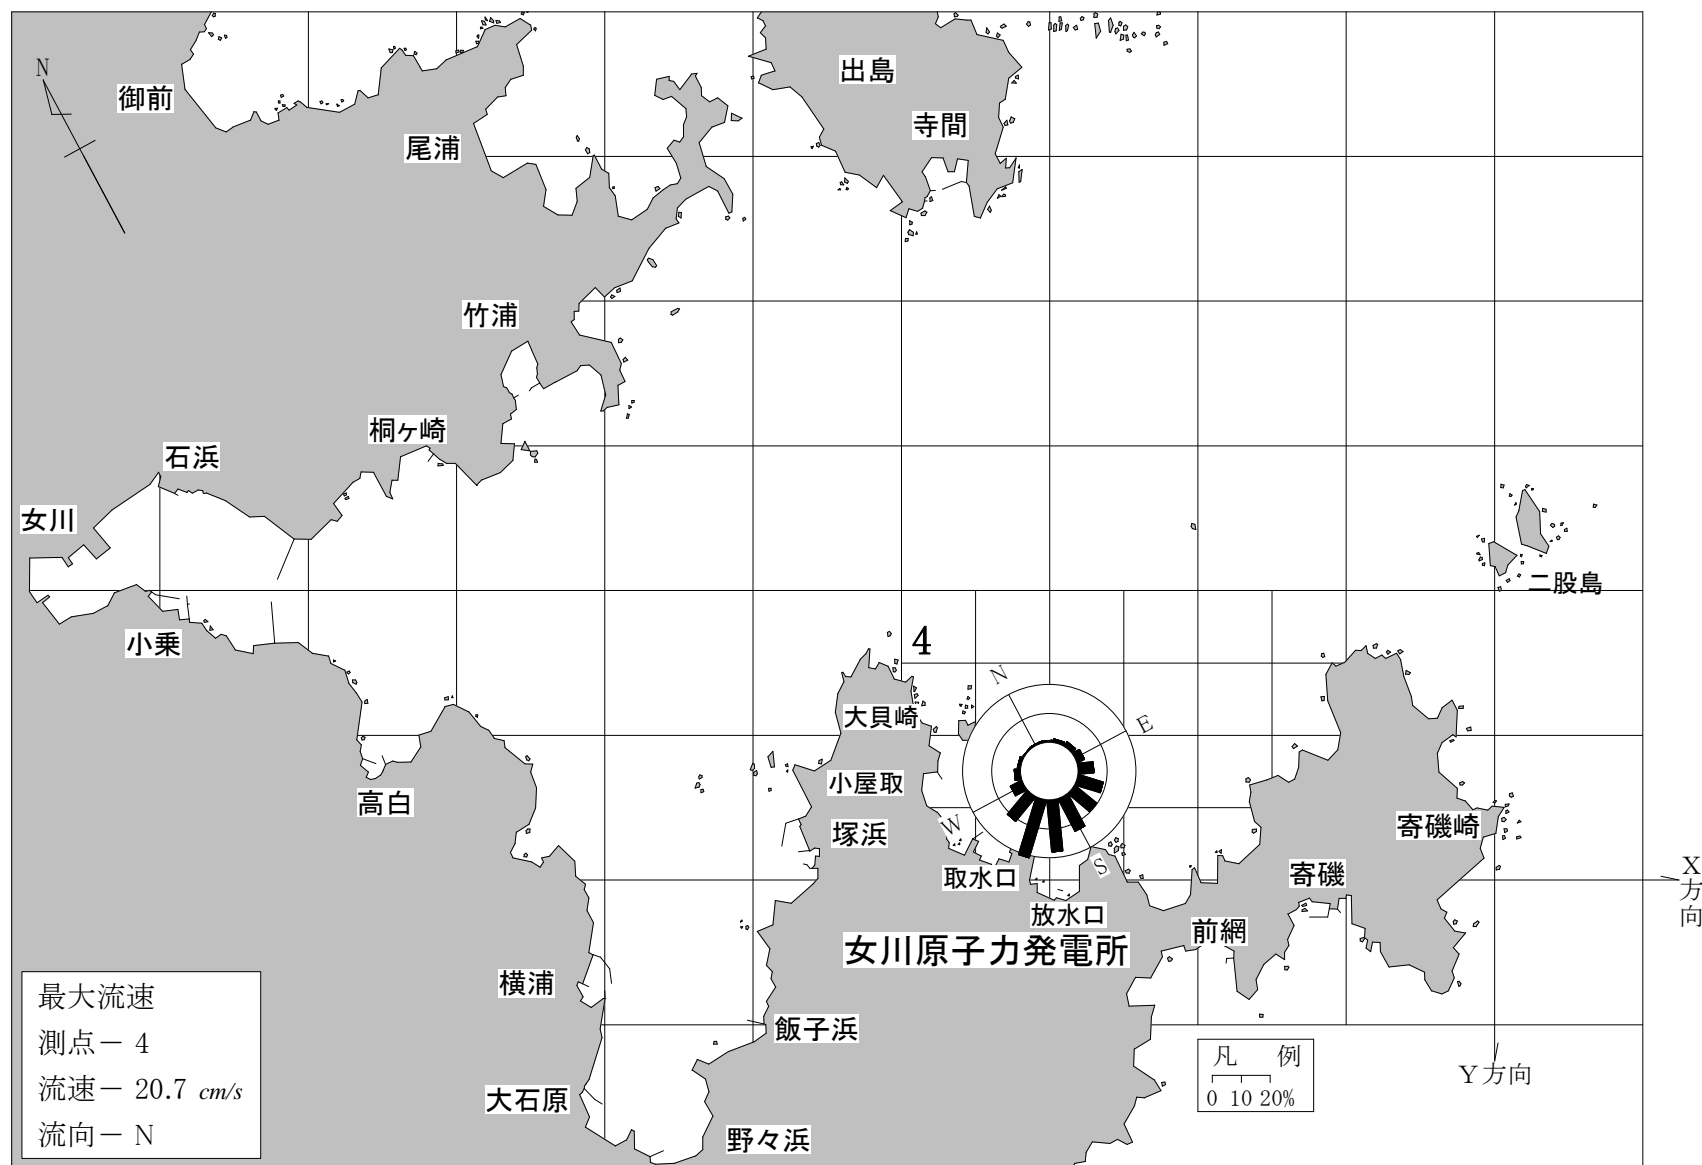 N
御前
尾浦
出島
寺間
竹浦
桐ヶ崎
石浜
女川
小乗
二股島
4
N
E
W
S
大貝崎
小屋取
塚浜
高白
取水口
放水口
寄磯崎
寄磯
前網
女川原子力発電所
X方向
横浦
飯子浜
大石原
野々浜
Y方向
凡 例
0 10 20%
最大流速
測点－ 4
流速－ 20.7 cm/s
流向－ N